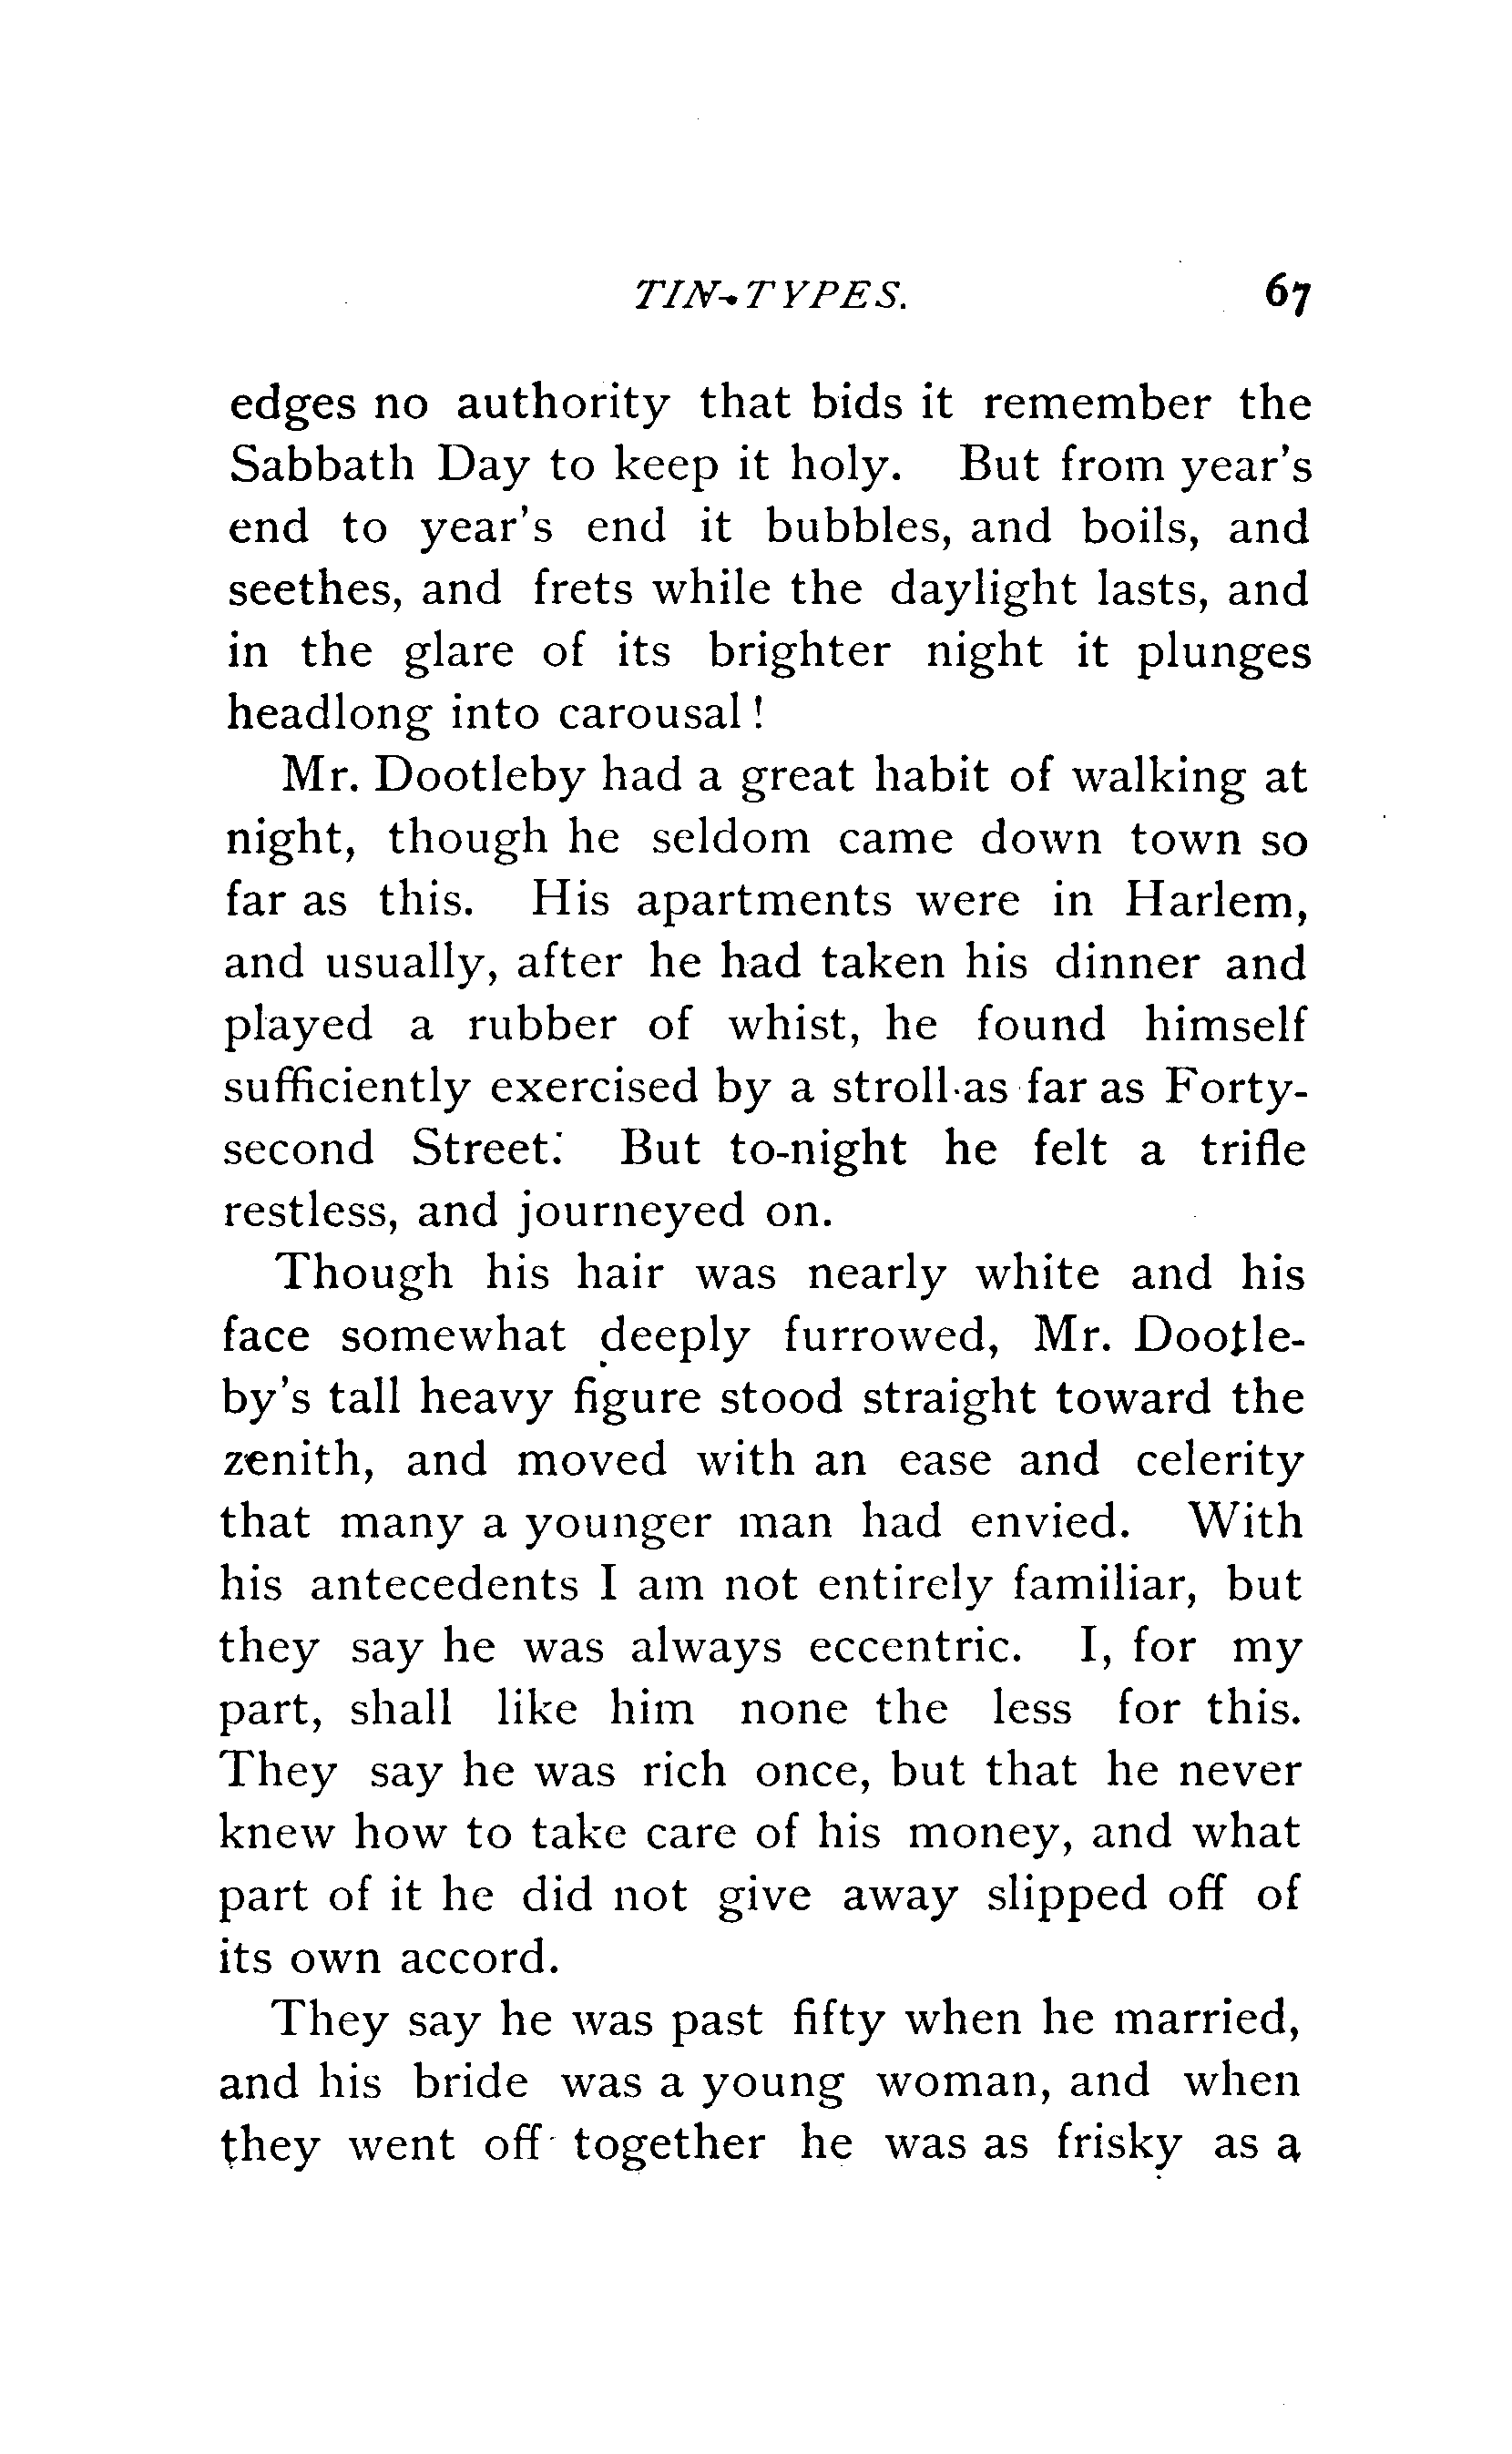 TIN-TYPES. 67
edges no authority that bids it remember the
Sabbath Day to keep it holy. But from year's
end to year's end it bubbles, and boils, and
seethes, and frets while the daylight lasts, and
in the glare of its brighter night it plunges
headlong into carousal!
Mr. Dootleby had a great habit of walking at
night, though he seldom came down town so
far as this. His apartments were in Harlem,
and usually, after he had taken his dinner and
played a rubber of whist, he found himself
sufficiently exercised by a stroll as far as Forty-
second Street. But to-night he felt a trifle
restless, and journeyed on.
Though his hair was nearly white and his
face somewhat deeply furrowed, Mr. Dootle-
by's tall heavy figure stood straight toward the
zenith, and moved with an ease and celerity
that many a younger man had envied. With
his antecedents I am not entirely familiar, but
they say he was always eccentric. I, for my
part, shall like him none the less for this.
They say he was rich once, but that he never
knew how to take care of his money, and what
part of it he did not give away slipped off of
its own accord.
They say he was past fifty when he married,
and his bride was a young woman, and when
they went off together he was as frisky as a